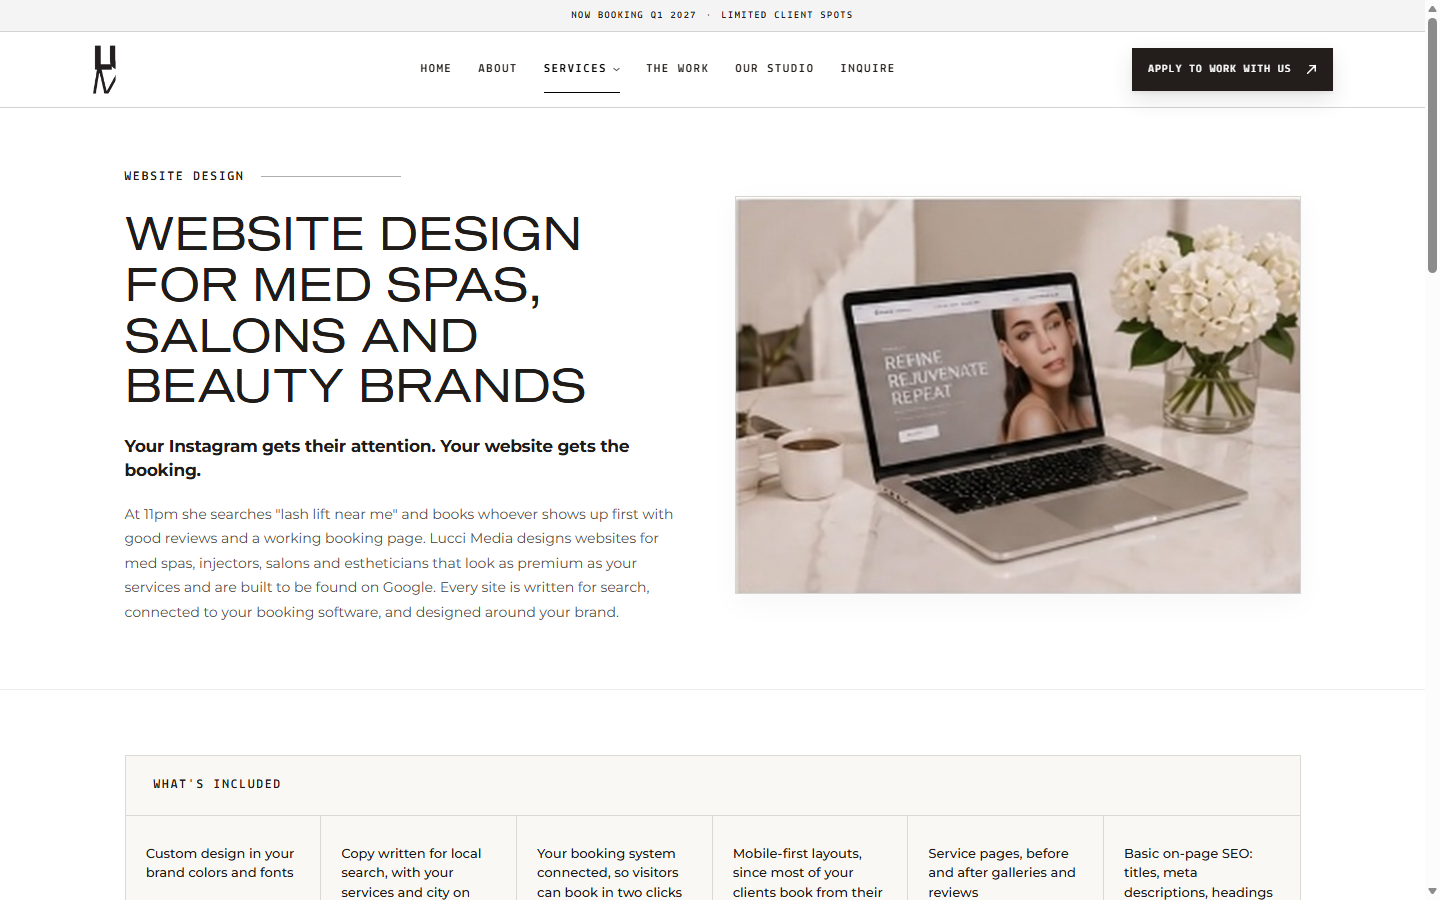 NOW BOOKING Q1 2027 · LIMITED CLIENT SPOTS
HOME
ABOUT
SERVICES
THE WORK
OUR STUDIO
INQUIRE
APPLY TO WORK WITH US
WEBSITE DESIGN
WEBSITE DESIGN
FOR MED SPAS,
SALONS AND
BEAUTY BRANDS
Your Instagram gets their attention. Your website gets the
booking.
At 11pm she searches "lash lift near me" and books whoever shows up first with
good reviews and a working booking page. Lucci Media designs websites for
med spas, injectors, salons and estheticians that look as premium as your
services and are built to be found on Google. Every site is written for search,
connected to your booking software, and designed around your brand.
REFINE
REJUVENATE
REPEAT
WHAT'S INCLUDED
Custom design in your
brand colors and fonts
Copy written for local
search, with your
services and city on
Your booking system
connected, so visitors
can book in two clicks
Mobile-first layouts,
since most of your
clients book from their
Service pages, before
and after galleries and
reviews
Basic on-page SEO:
titles, meta
descriptions, headings